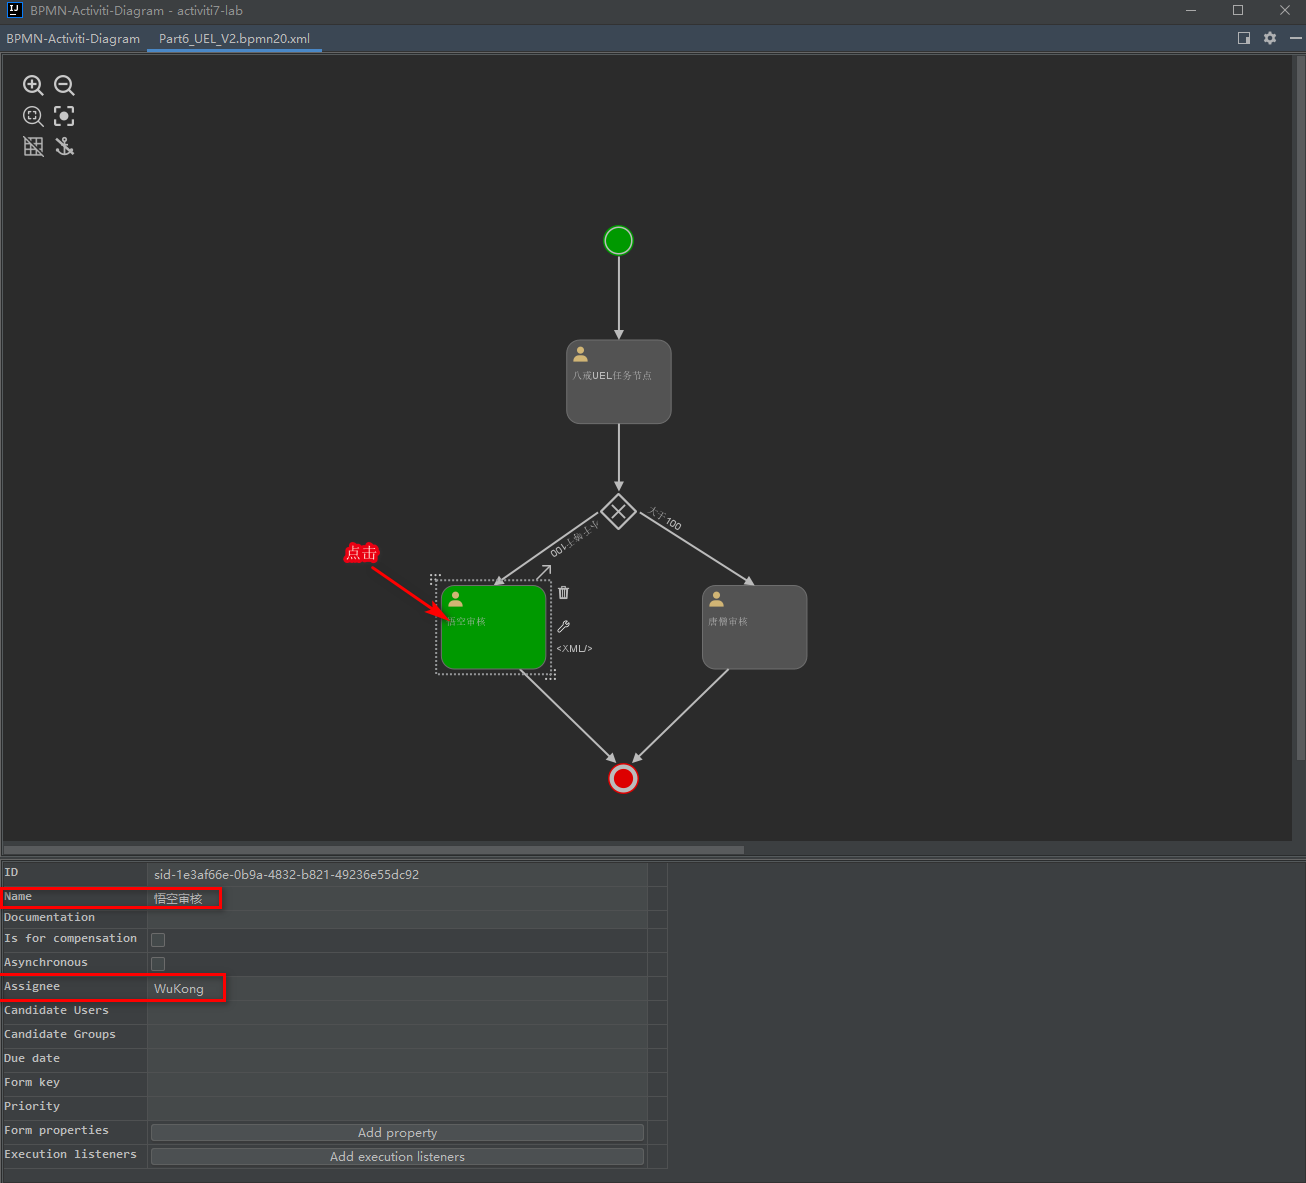 BPMN-Activiti-Diagram - activiti7-lab
BPMN-Activiti-Diagram Part6_UEL_V2.bpmn20.xml
八戒UEL任务节点
大于100
小于等于100
点击
悟空审核
<XML/>
唐僧审核
ID sid-1e3af66e-0b9a-4832-b821-49236e55dc92
Name 悟空审核
Documentation
Is for compensation
Asynchronous
Assignee WuKong
Candidate Users
Candidate Groups
Due date
Form key
Priority
Form properties Add property
Execution listeners Add execution listeners